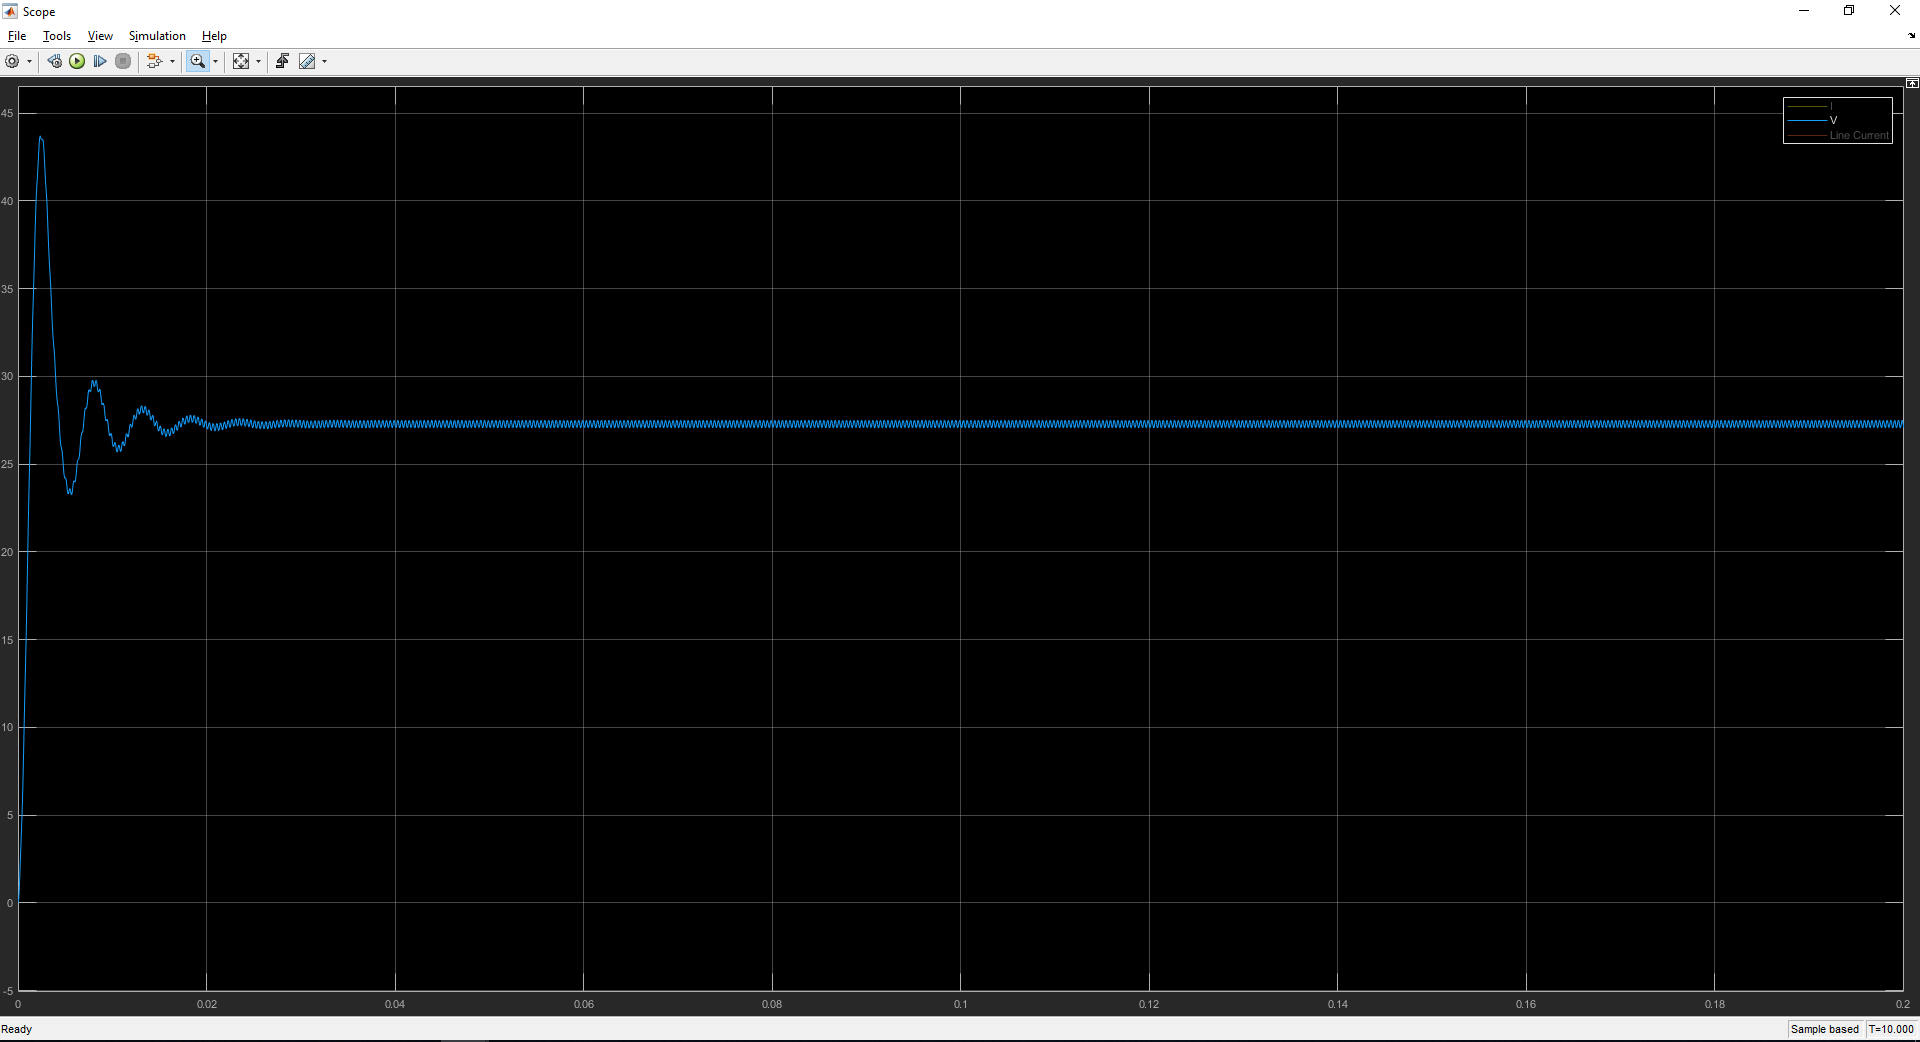 Scope
File Tools View Simulation Help
I
V
Line Current
45
40
35
30
25
20
15
10
5
0
-5
0 0.02 0.04 0.06 0.08 0.1 0.12 0.14 0.16 0.18 0.2
Ready Sample based T=10.000